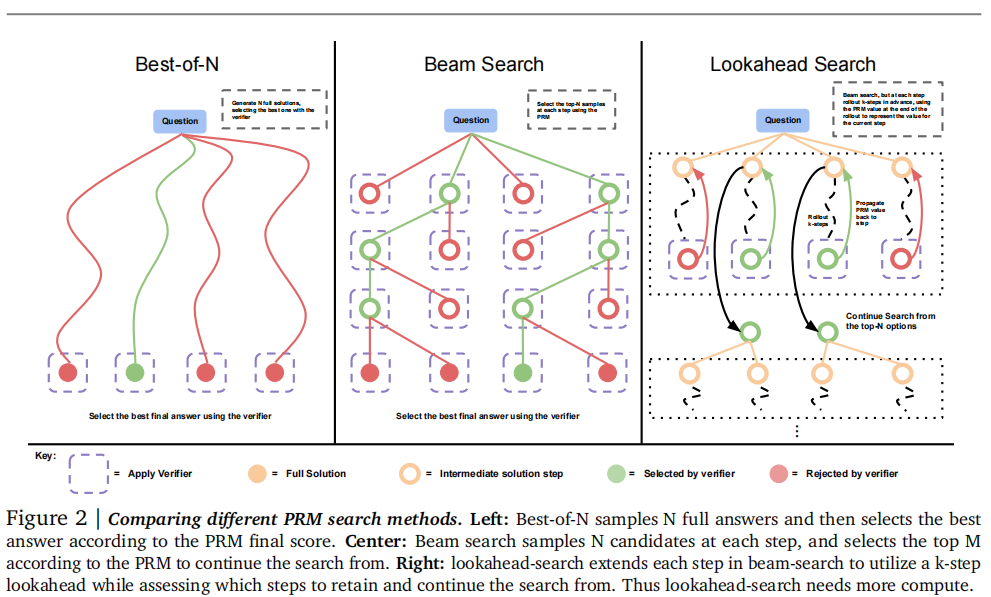 Best-of-N
Generate N full solutions,
selecting the best one with the
verifier
Question
Select the best final answer using the verifier
Beam Search
Select the top-N samples
at each step using the
PRM
Question
Select the best final answer using the verifier
Lookahead Search
Beam search, but at each step
rollout k-steps in advance, using
the PRM value at the end of the
rollout to represent the value for
the current step
Question
Rollout
k-steps
Propagate
PRM value
back to
step
Continue Search from
the top-N options
Key:
= Apply Verifier
= Full Solution
= Intermediate solution step
= Selected by verifier
= Rejected by verifier
Figure 2 | Comparing different PRM search methods. Left: Best-of-N samples N full answers and then selects the best
answer according to the PRM final score. Center: Beam search samples N candidates at each step, and selects the top M
according to the PRM to continue the search from. Right: lookahead-search extends each step in beam-search to utilize a k-step
lookahead while assessing which steps to retain and continue the search from. Thus lookahead-search needs more compute.